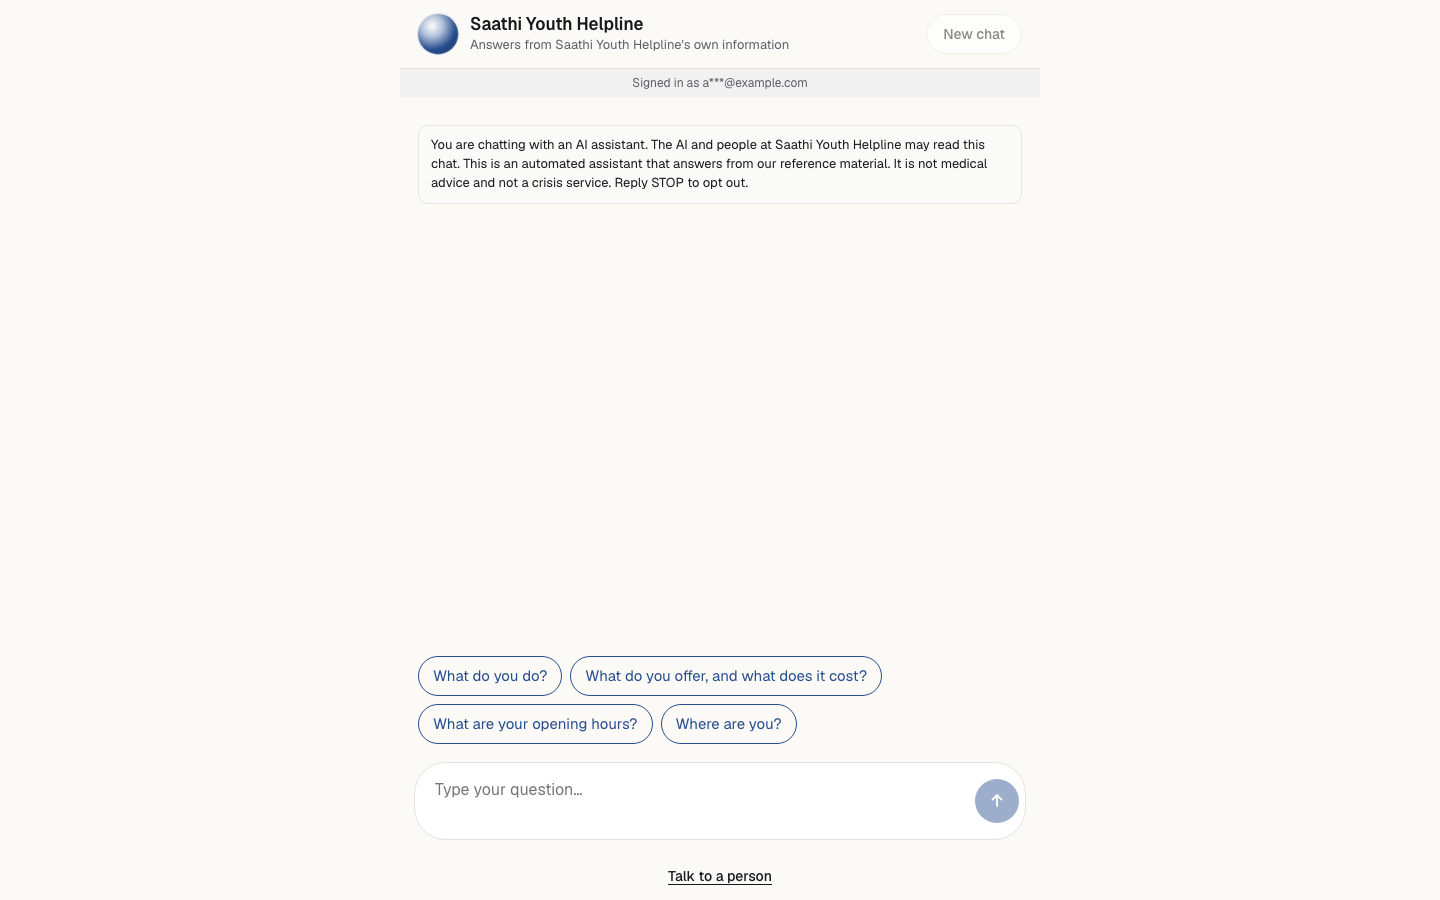 Saathi Youth Helpline
Answers from Saathi Youth Helpline's own information
New chat
Signed in as a***@example.com
You are chatting with an AI assistant. The AI and people at Saathi Youth Helpline may read this
chat. This is an automated assistant that answers from our reference material. It is not medical
advice and not a crisis service. Reply STOP to opt out.
What do you do?
What do you offer, and what does it cost?
What are your opening hours?
Where are you?
Type your question...
Talk to a person